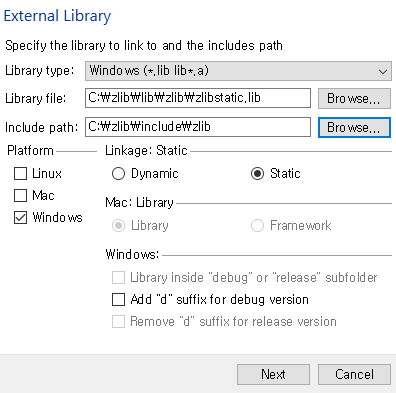 External Library
Specify the library to link to and the includes path
Library type: Windows (*.lib lib*.a)
Library file: C:₩zlib₩lib₩zlib₩zlibstatic.lib Browse...
Include path: C:₩zlib₩include₩zlib Browse...
Platform Linkage: Static
Linux Dynamic Static
Mac Mac: Library
Windows Library Framework
Windows:
Library inside "debug" or "release" subfolder
Add "d" suffix for debug version
Remove "d" suffix for release version
Next Cancel